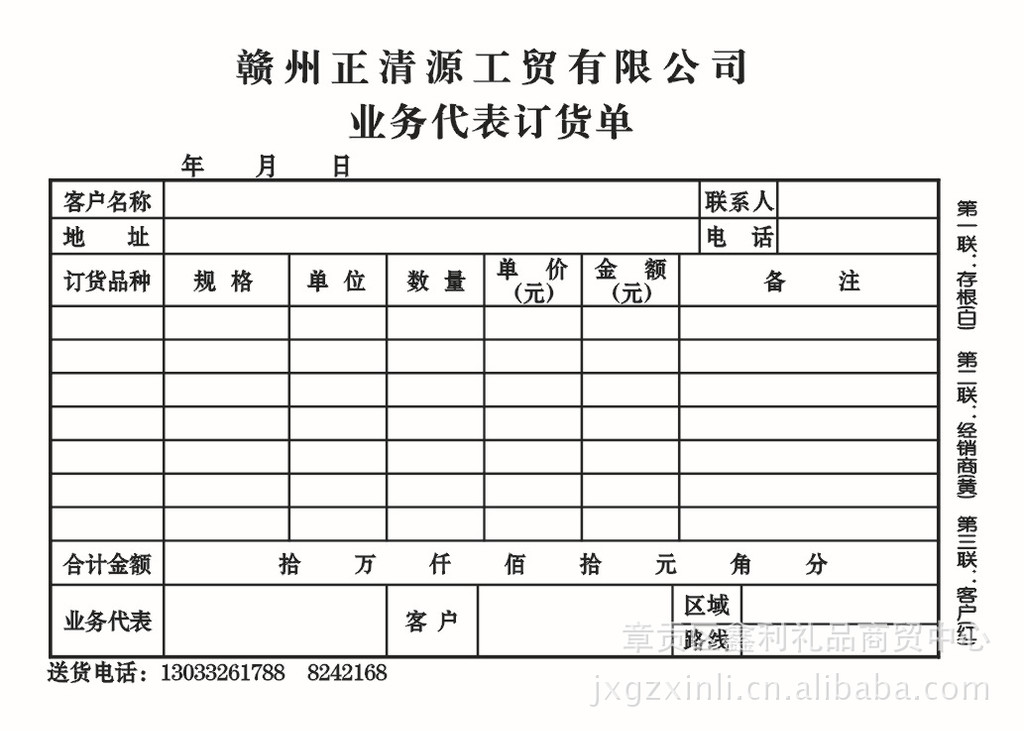 赣州正清源工贸有限公司
业务代表订货单
年 月 日
客户名称 联系人
地 址 电 话
订货品种 规 格 单 位 数 量 单 价(元) 金 额(元) 备 注
合计金额 拾 万 仟 佰 拾 元 角 分
业务代表 客 户 区域
路线
送货电话：13033261788 8242168
第一联：存根(白) 第二联：经销商(黄) 第三联：客户(红)
章贡区鑫利礼品商贸中心
jxgzxinli.cn.alibaba.com